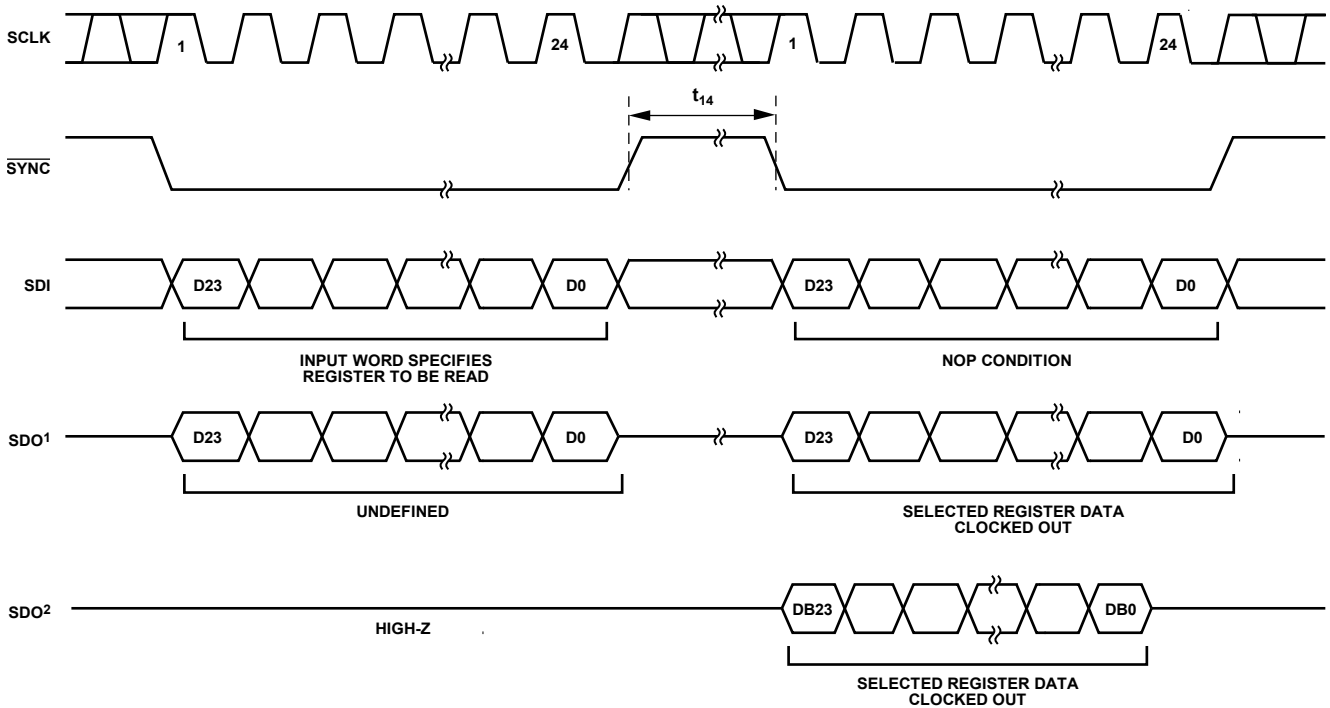 SCLK
1
24
1
24
t14
SYNC
SDI
D23
D0
D23
D0
INPUT WORD SPECIFIES
REGISTER TO BE READ
NOP CONDITION
SDO1
D23
D0
D23
D0
UNDEFINED
SELECTED REGISTER DATA
CLOCKED OUT
SDO2
HIGH-Z
DB23
DB0
SELECTED REGISTER DATA
CLOCKED OUT